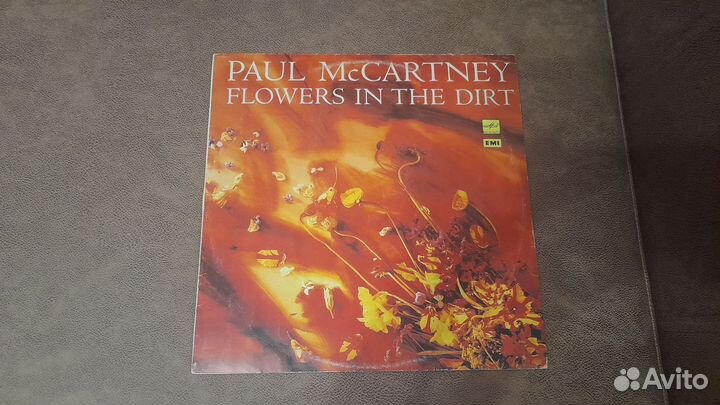 PAUL McCARTNEY
FLOWERS IN THE DIRT
EMI
Avito